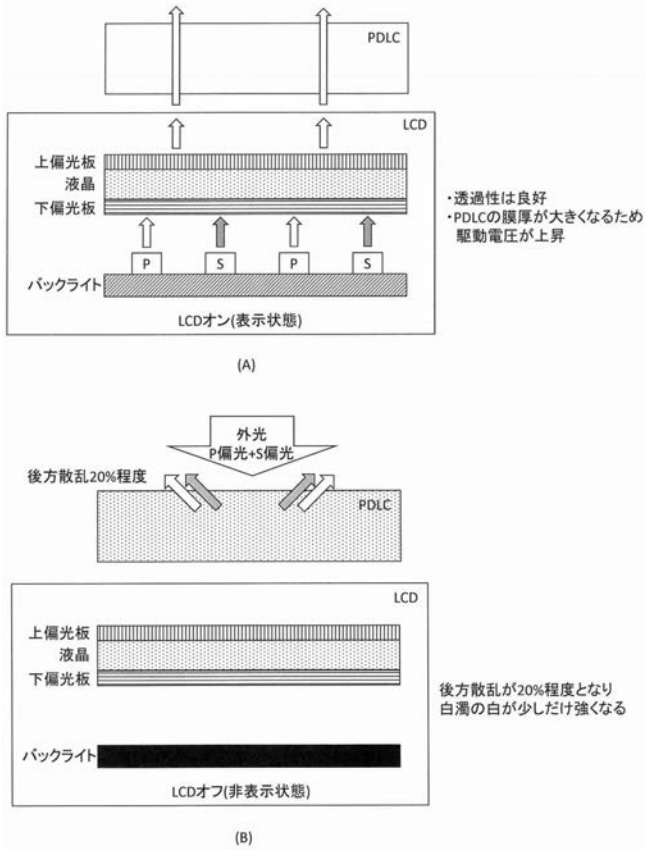 PDLC
LCD
上偏光板
液晶
下偏光板
P
S
P
S
バックライト
LCDオン(表示状態)
・透過性は良好
・PDLCの膜厚が大きくなるため
駆動電圧が上昇
(A)
外光
P偏光+S偏光
後方散乱20%程度
PDLC
LCD
上偏光板
液晶
下偏光板
バックライト
LCDオフ(非表示状態)
後方散乱が20%程度となり
白濁の白が少しだけ強くなる
(B)